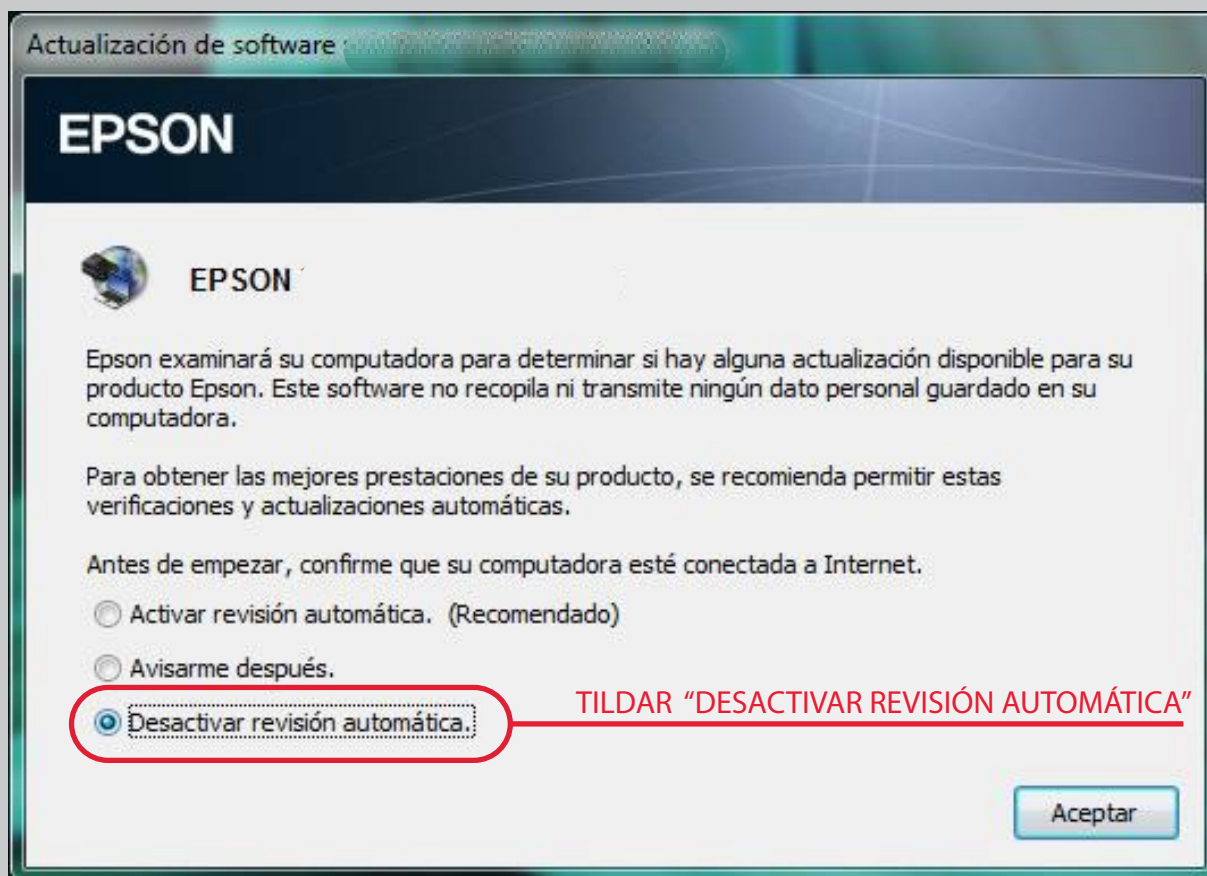 Actualización de software
EPSON
EPSON
Epson examinará su computadora para determinar si hay alguna actualización disponible para su
producto Epson. Este software no recopila ni transmite ningún dato personal guardado en su
computadora.
Para obtener las mejores prestaciones de su producto, se recomienda permitir estas
verificaciones y actualizaciones automáticas.
Antes de empezar, confirme que su computadora esté conectada a Internet.
Activar revisión automática. (Recomendado)
Avisarme después.
Desactivar revisión automática.
TILDAR “DESACTIVAR REVISIÓN AUTOMÁTICA”
Aceptar